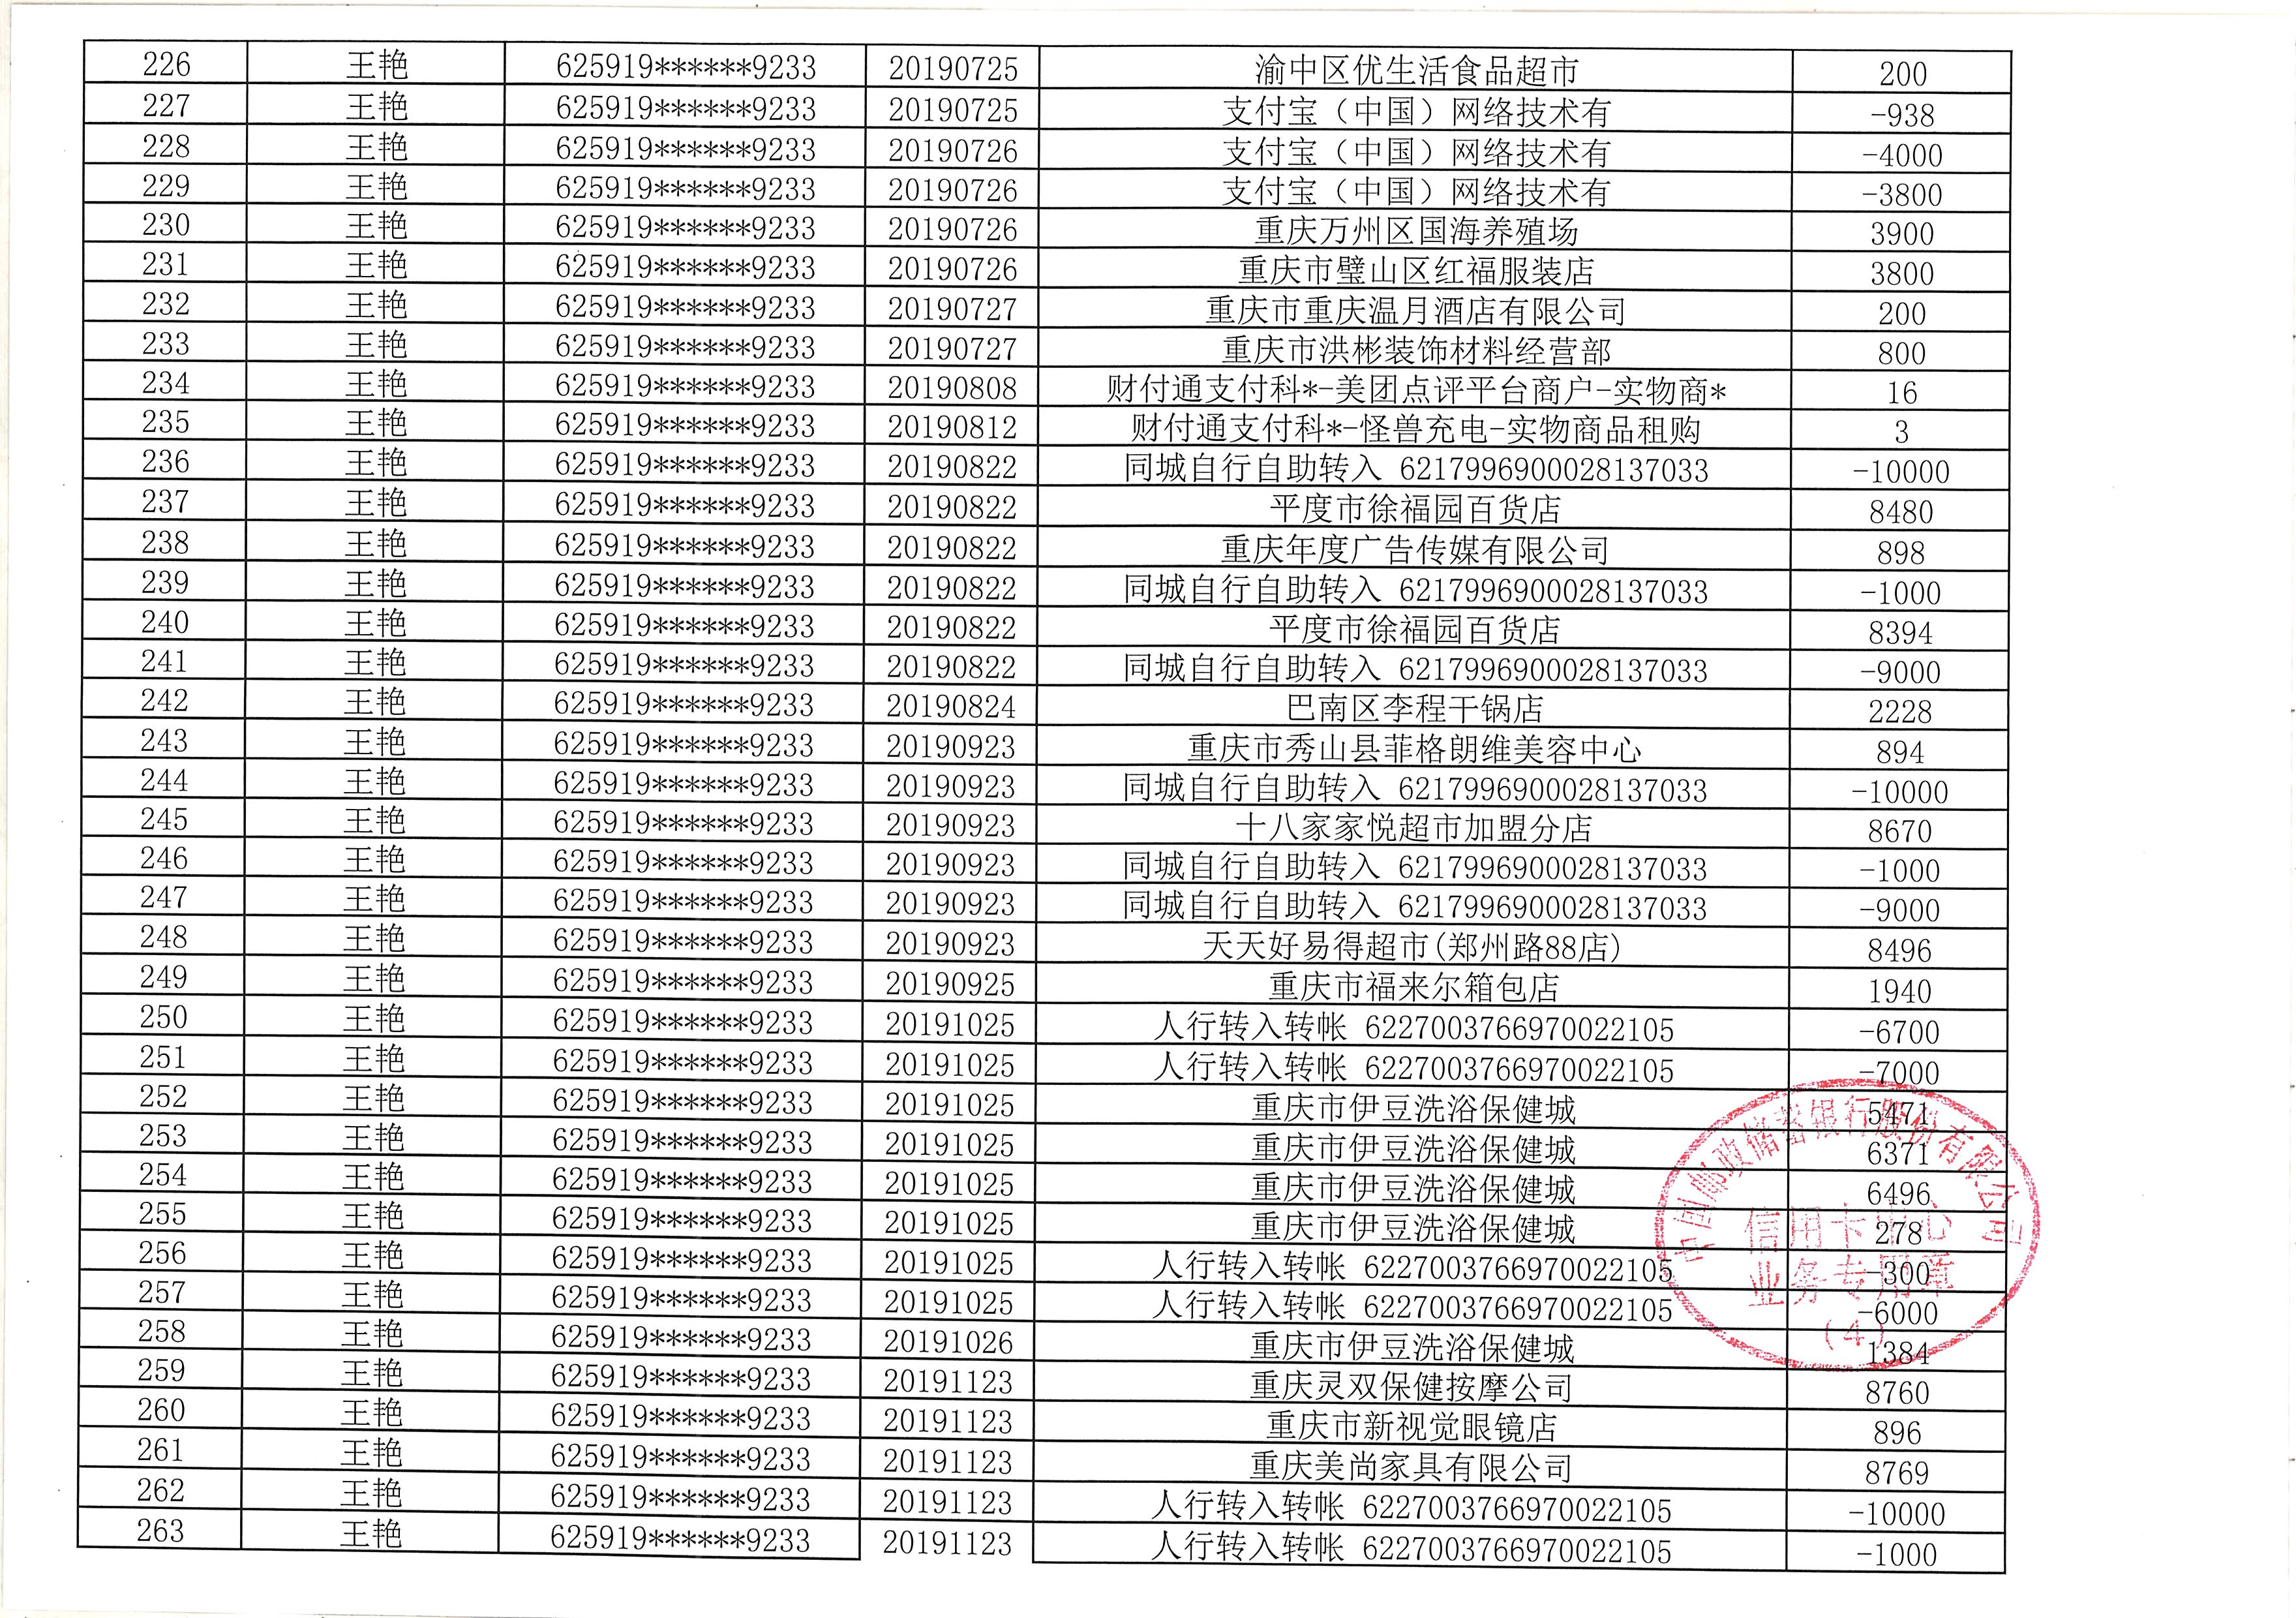 226 王艳 625919******9233 20190725 渝中区优生活食品超市 200
227 王艳 625919******9233 20190725 支付宝（中国）网络技术有 -938
228 王艳 625919******9233 20190726 支付宝（中国）网络技术有 -4000
229 王艳 625919******9233 20190726 支付宝（中国）网络技术有 -3800
230 王艳 625919******9233 20190726 重庆万州区国海养殖场 3900
231 王艳 625919******9233 20190726 重庆市璧山区红福服装店 3800
232 王艳 625919******9233 20190727 重庆市重庆温月酒店有限公司 200
233 王艳 625919******9233 20190727 重庆市洪彬装饰材料经营部 800
234 王艳 625919******9233 20190808 财付通支付科*-美团点评平台商户-实物商* 16
235 王艳 625919******9233 20190812 财付通支付科*-怪兽充电-实物商品租购 3
236 王艳 625919******9233 20190822 同城自行自助转入 6217996900028137033 -10000
237 王艳 625919******9233 20190822 平度市徐福园百货店 8480
238 王艳 625919******9233 20190822 重庆年度广告传媒有限公司 898
239 王艳 625919******9233 20190822 同城自行自助转入 6217996900028137033 -1000
240 王艳 625919******9233 20190822 平度市徐福园百货店 8394
241 王艳 625919******9233 20190822 同城自行自助转入 6217996900028137033 -9000
242 王艳 625919******9233 20190824 巴南区李程干锅店 2228
243 王艳 625919******9233 20190923 重庆市秀山县菲格朗维美容中心 894
244 王艳 625919******9233 20190923 同城自行自助转入 6217996900028137033 -10000
245 王艳 625919******9233 20190923 十八家家悦超市加盟分店 8670
246 王艳 625919******9233 20190923 同城自行自助转入 6217996900028137033 -1000
247 王艳 625919******9233 20190923 同城自行自助转入 6217996900028137033 -9000
248 王艳 625919******9233 20190923 天天好易得超市(郑州路88店) 8496
249 王艳 625919******9233 20190925 重庆市福来尔箱包店 1940
250 王艳 625919******9233 20191025 人行转入转帐 6227003766970022105 -6700
251 王艳 625919******9233 20191025 人行转入转帐 6227003766970022105 -7000
252 王艳 625919******9233 20191025 重庆市伊豆洗浴保健城 5471
253 王艳 625919******9233 20191025 重庆市伊豆洗浴保健城 6371
254 王艳 625919******9233 20191025 重庆市伊豆洗浴保健城 6496
255 王艳 625919******9233 20191025 重庆市伊豆洗浴保健城 278
256 王艳 625919******9233 20191025 人行转入转帐 6227003766970022105 -300
257 王艳 625919******9233 20191025 人行转入转帐 6227003766970022105 -6000
258 王艳 625919******9233 20191026 重庆市伊豆洗浴保健城 1384
259 王艳 625919******9233 20191123 重庆灵双保健按摩公司 8760
260 王艳 625919******9233 20191123 重庆市新视觉眼镜店 896
261 王艳 625919******9233 20191123 重庆美尚家具有限公司 8769
262 王艳 625919******9233 20191123 人行转入转帐 6227003766970022105 -10000
263 王艳 625919******9233 20191123 人行转入转帐 6227003766970022105 -1000
中国邮政储蓄银行股份有限公司
信用卡中心
业务专用章
(4)